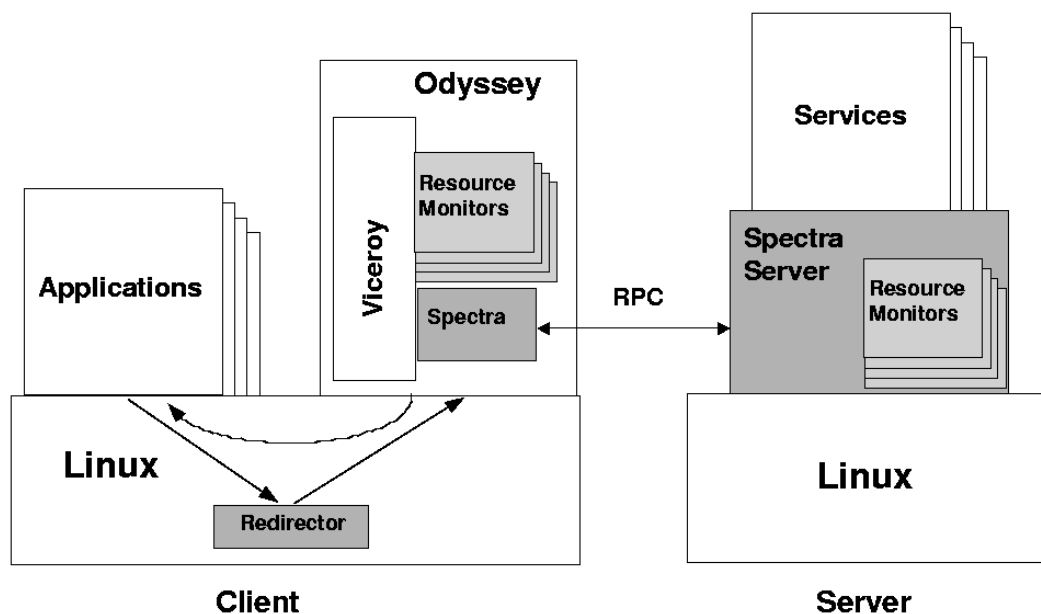 Odyssey
Services
Resource
Monitors
Viceroy
Applications
Spectra
RPC
Spectra
Server
Resource
Monitors
Linux
Linux
Redirector
Client
Server